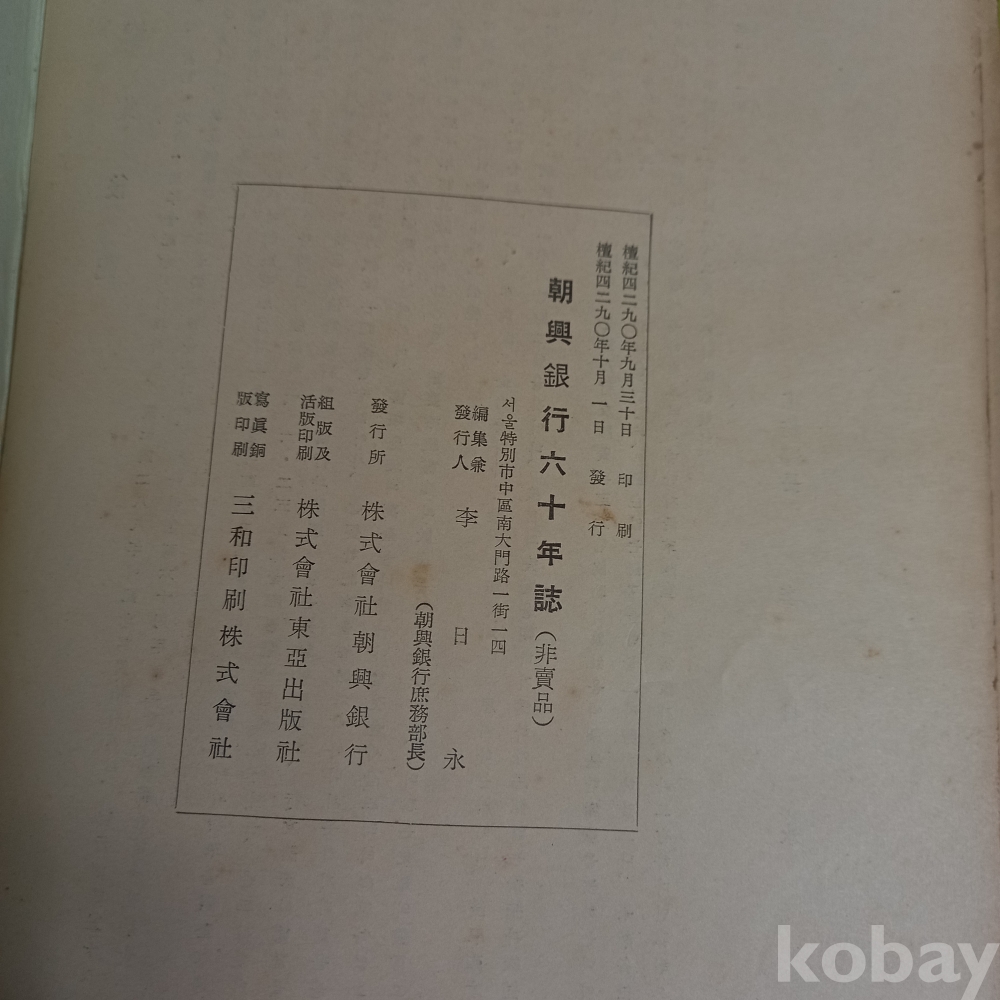 檀紀四二九〇年九月三十日 印刷
檀紀四二九〇年十月一日 發行
朝興銀行六十年誌(非賣品)
서울特別市中區南大門路一街一四
編集兼
發行人 李日永
(朝興銀行庶務部長)
發行所 株式會社朝興銀行
組版及
活版印刷 株式會社東亞出版社
寫眞銅
版印刷 三和印刷株式會社
kobay